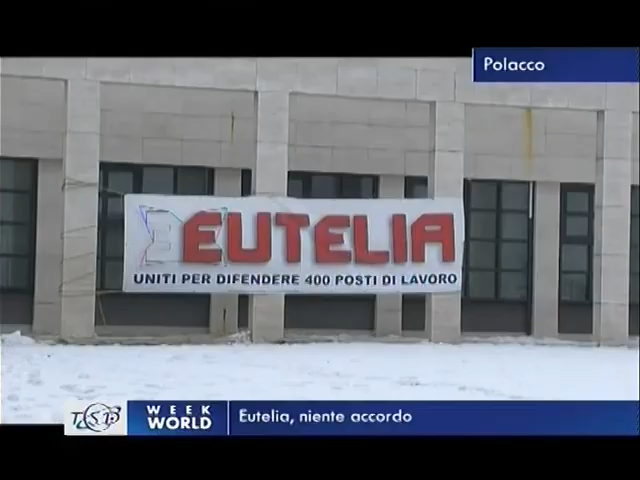 Polacco
EUTELIA
UNITI PER DIFENDERE 400 POSTI DI LAVORO
WEEK
WORLD
Eutelia, niente accordo